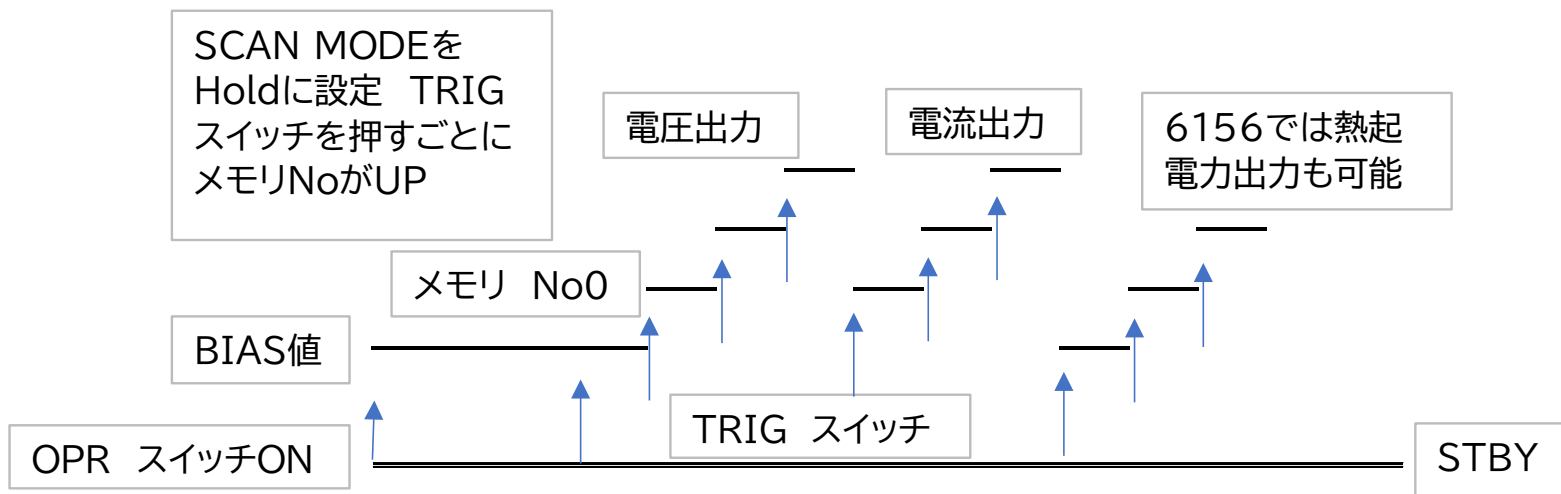 SCAN MODEを
Holdに設定　TRIG
スイッチを押すごとに
メモリNoがUP
電圧出力
電流出力
6156では熱起
電力出力も可能
メモリ　No0
BIAS値
TRIG スイッチ
OPR スイッチON
STBY